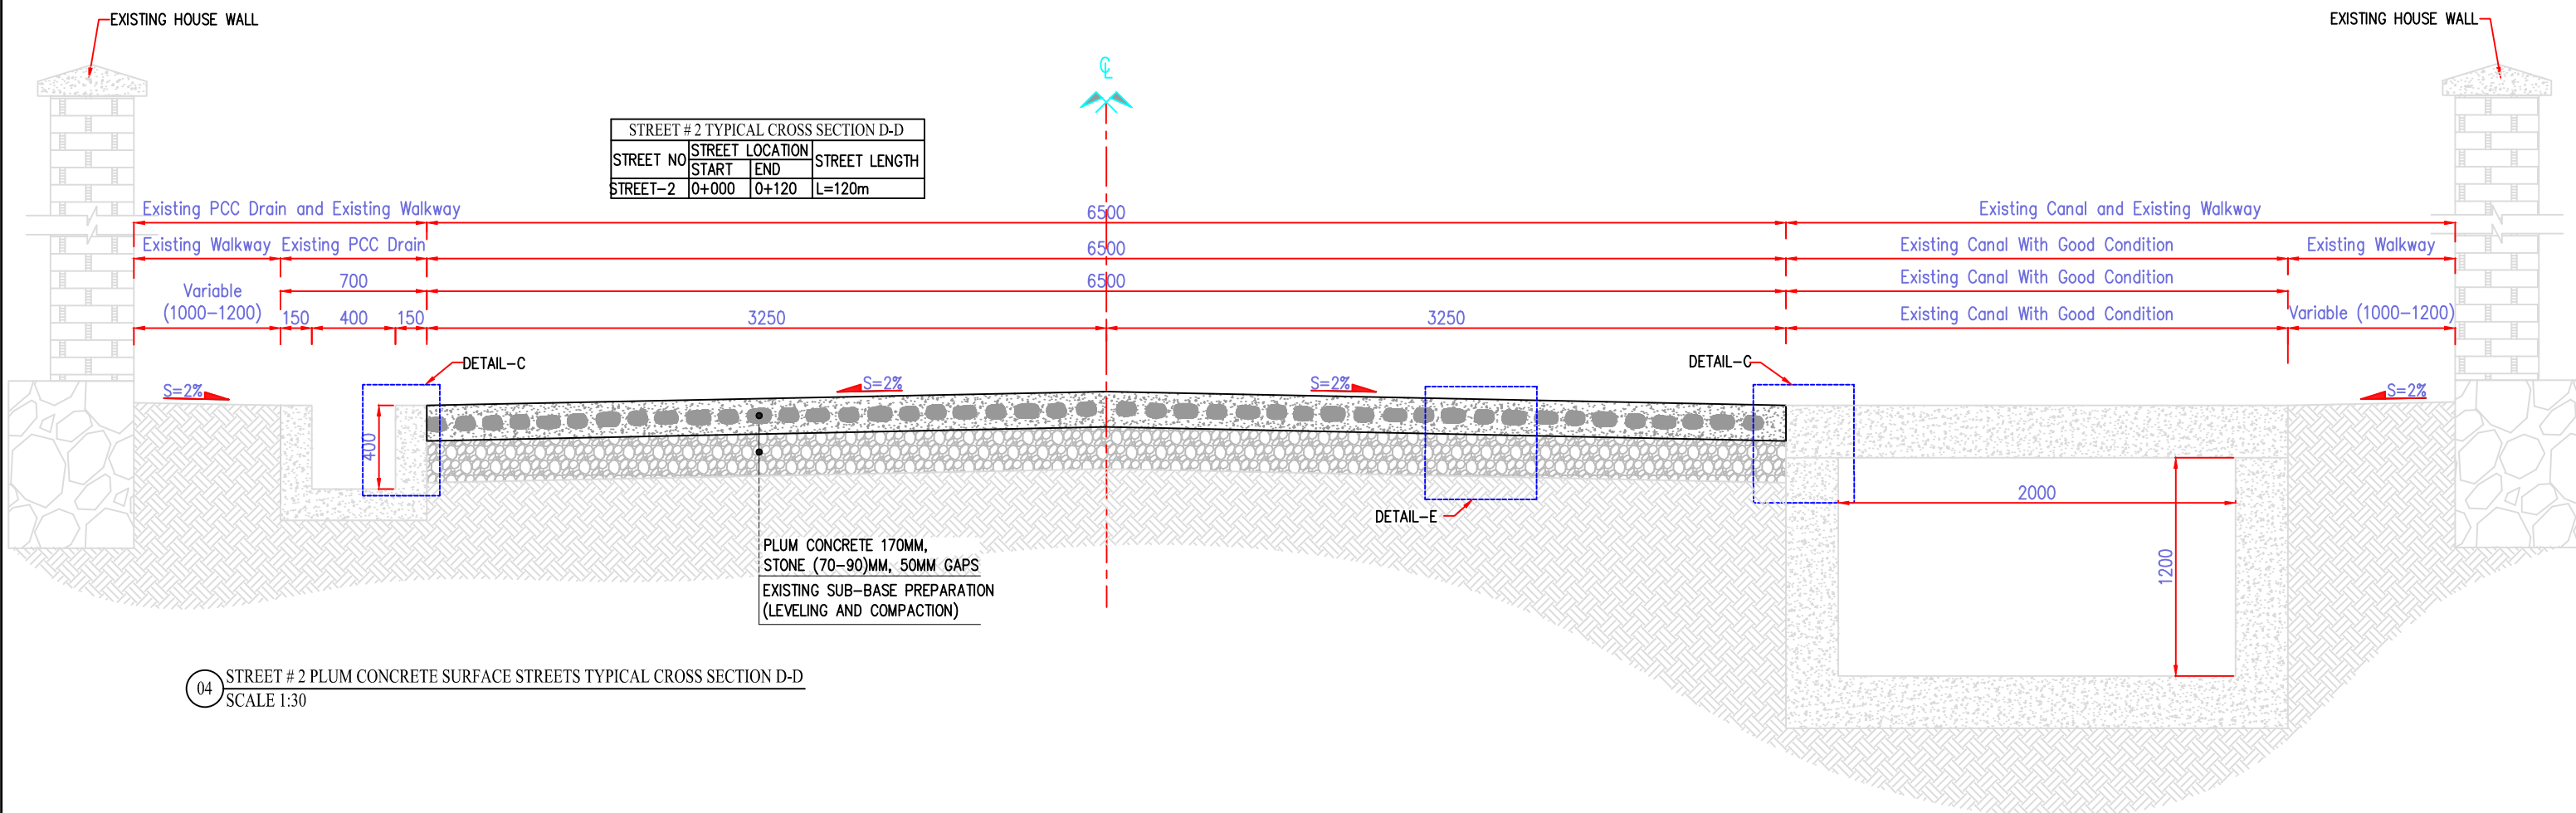 EXISTING HOUSE WALL
EXISTING HOUSE WALL
℄
STREET # 2 TYPICAL CROSS SECTION D-D
STREET NO
STREET LOCATION
STREET LENGTH
START
END
STREET-2
0+000
0+120
L=120m
Existing PCC Drain and Existing Walkway
6500
Existing Canal and Existing Walkway
Existing Walkway
Existing PCC Drain
6500
Existing Canal With Good Condition
Existing Walkway
700
6500
Existing Canal With Good Condition
Variable
(1000-1200)
150
400
150
3250
3250
Existing Canal With Good Condition
Variable (1000-1200)
DETAIL-C
DETAIL-C
S=2%
S=2%
S=2%
S=2%
400
2000
DETAIL-E
1200
PLUM CONCRETE 170MM,
STONE (70-90)MM, 50MM GAPS
EXISTING SUB-BASE PREPARATION
(LEVELING AND COMPACTION)
04
STREET # 2 PLUM CONCRETE SURFACE STREETS TYPICAL CROSS SECTION D-D
SCALE 1:30